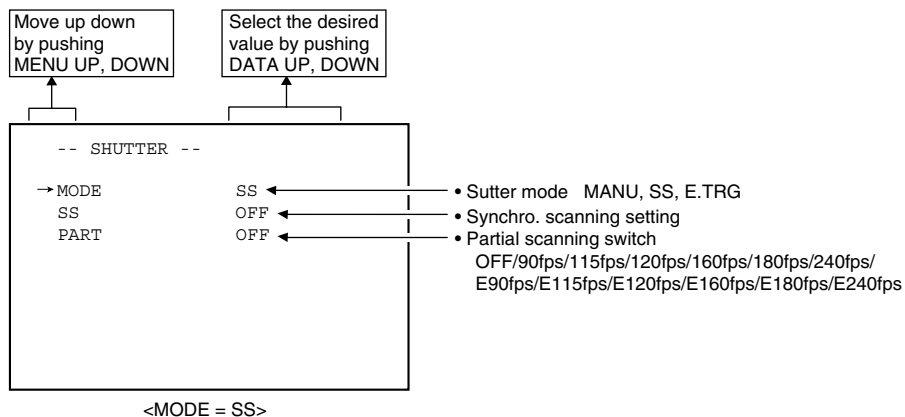 Move up down
by pushing
MENU UP, DOWN
Select the desired
value by pushing
DATA UP, DOWN
-- SHUTTER --
→MODE SS
SS OFF
PART OFF
• Sutter mode MANU, SS, E.TRG
• Synchro. scanning setting
• Partial scanning switch
OFF/90fps/115fps/120fps/160fps/180fps/240fps/
E90fps/E115fps/E120fps/E160fps/E180fps/E240fps
<MODE = SS>